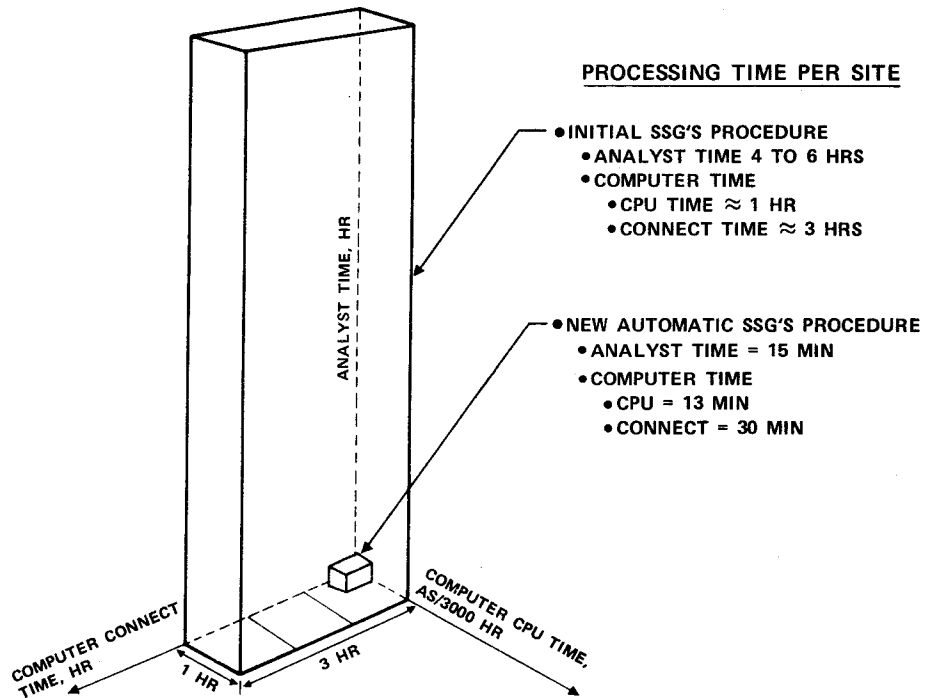 PROCESSING TIME PER SITE
•INITIAL SSG'S PROCEDURE
•ANALYST TIME 4 TO 6 HRS
•COMPUTER TIME
•CPU TIME ≈ 1 HR
•CONNECT TIME ≈ 3 HRS
ANALYST TIME, HR
•NEW AUTOMATIC SSG'S PROCEDURE
•ANALYST TIME = 15 MIN
•COMPUTER TIME
•CPU = 13 MIN
•CONNECT = 30 MIN
COMPUTER CONNECT
TIME, HR
1 HR
3 HR
COMPUTER CPU TIME,
AS/3000 HR